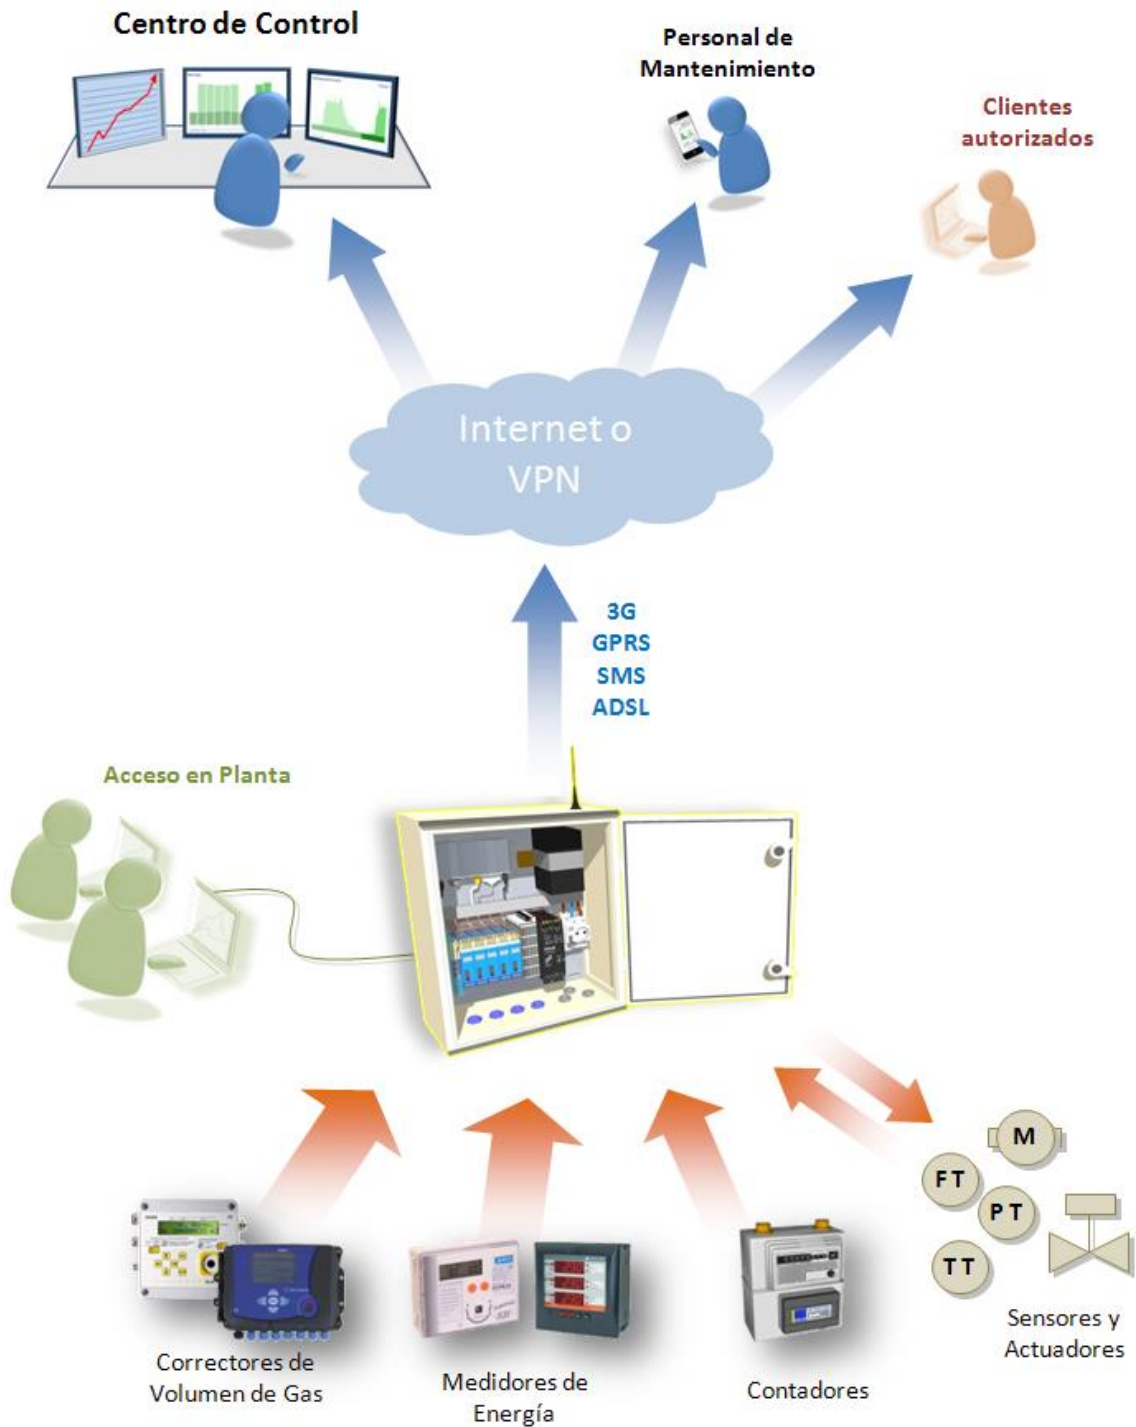 Centro de Control
Personal de
Mantenimiento
Clientes
autorizados
Internet o
VPN
3G
GPRS
SMS
ADSL
Acceso en Planta
M
FT
PT
TT
Sensores y
Actuadores
Correctores de
Volumen de Gas
Medidores de
Energía
Contadores